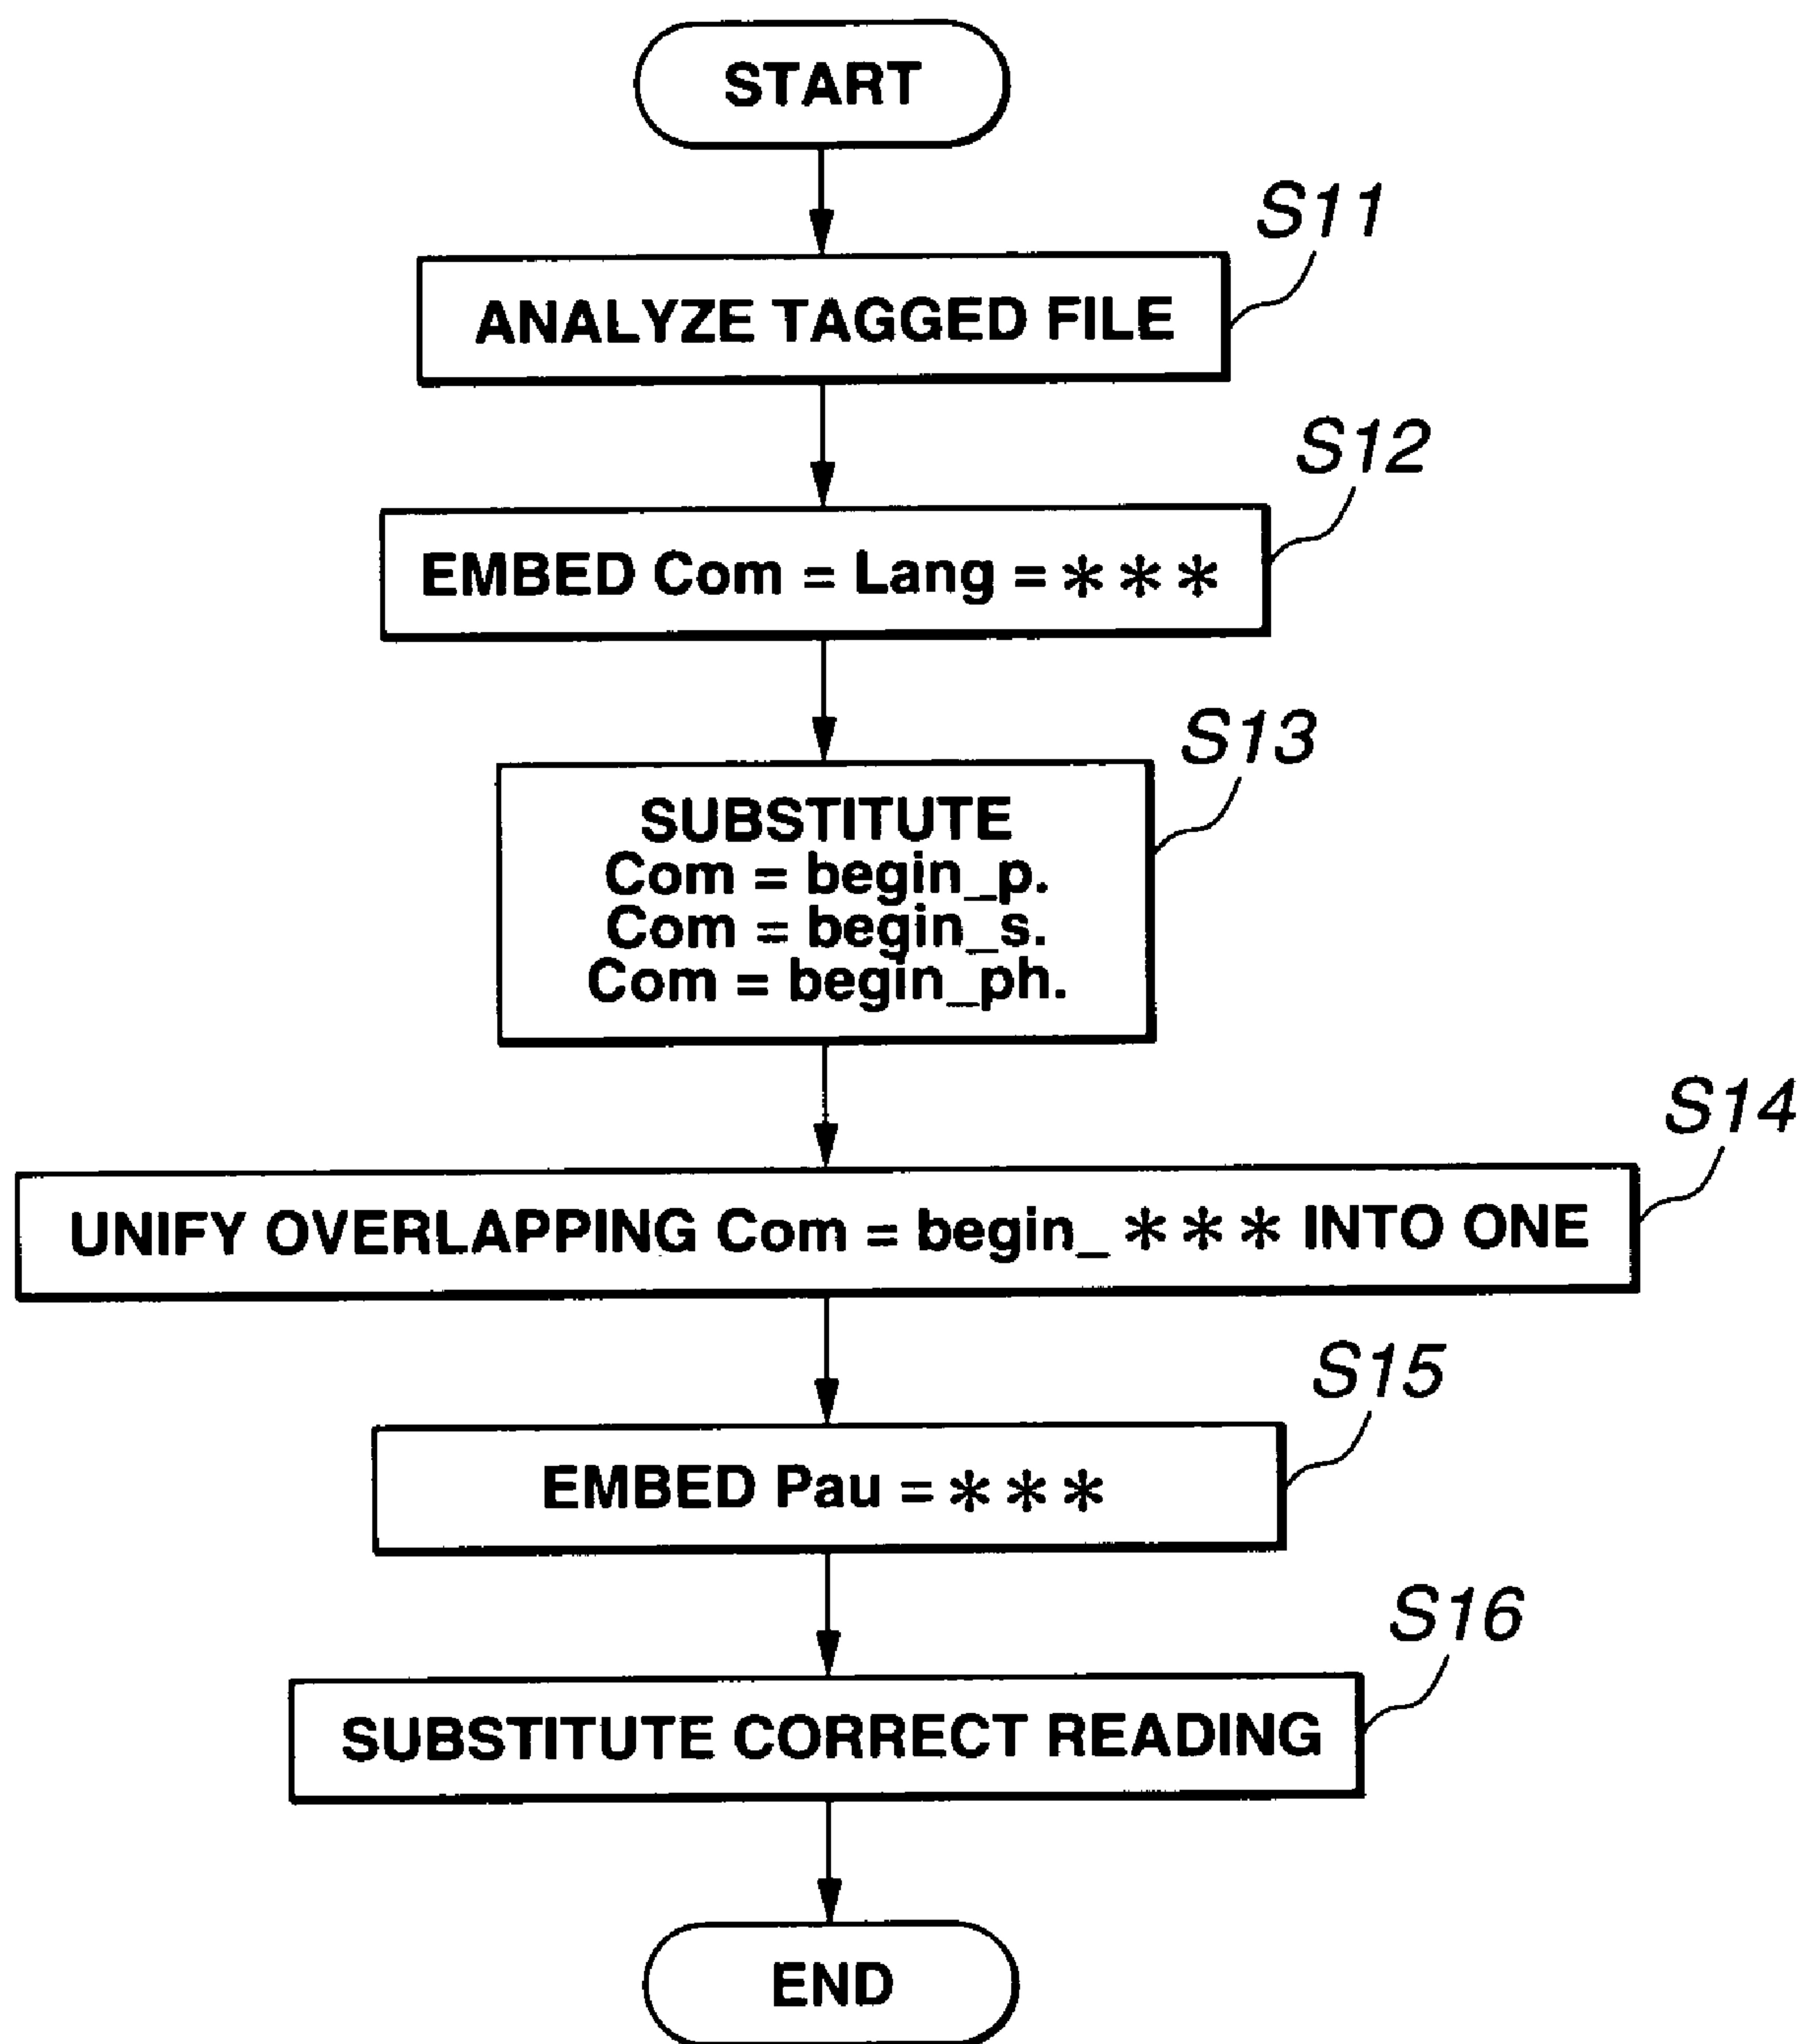 START
S11
ANALYZE TAGGED FILE
S12
EMBED Com = Lang = ＊＊＊
S13
SUBSTITUTE
Com = begin_p.
Com = begin_s.
Com = begin_ph.
S14
UNIFY OVERLAPPING Com = begin_ ＊＊＊ INTO ONE
S15
EMBED Pau = ＊＊＊
S16
SUBSTITUTE CORRECT READING
END